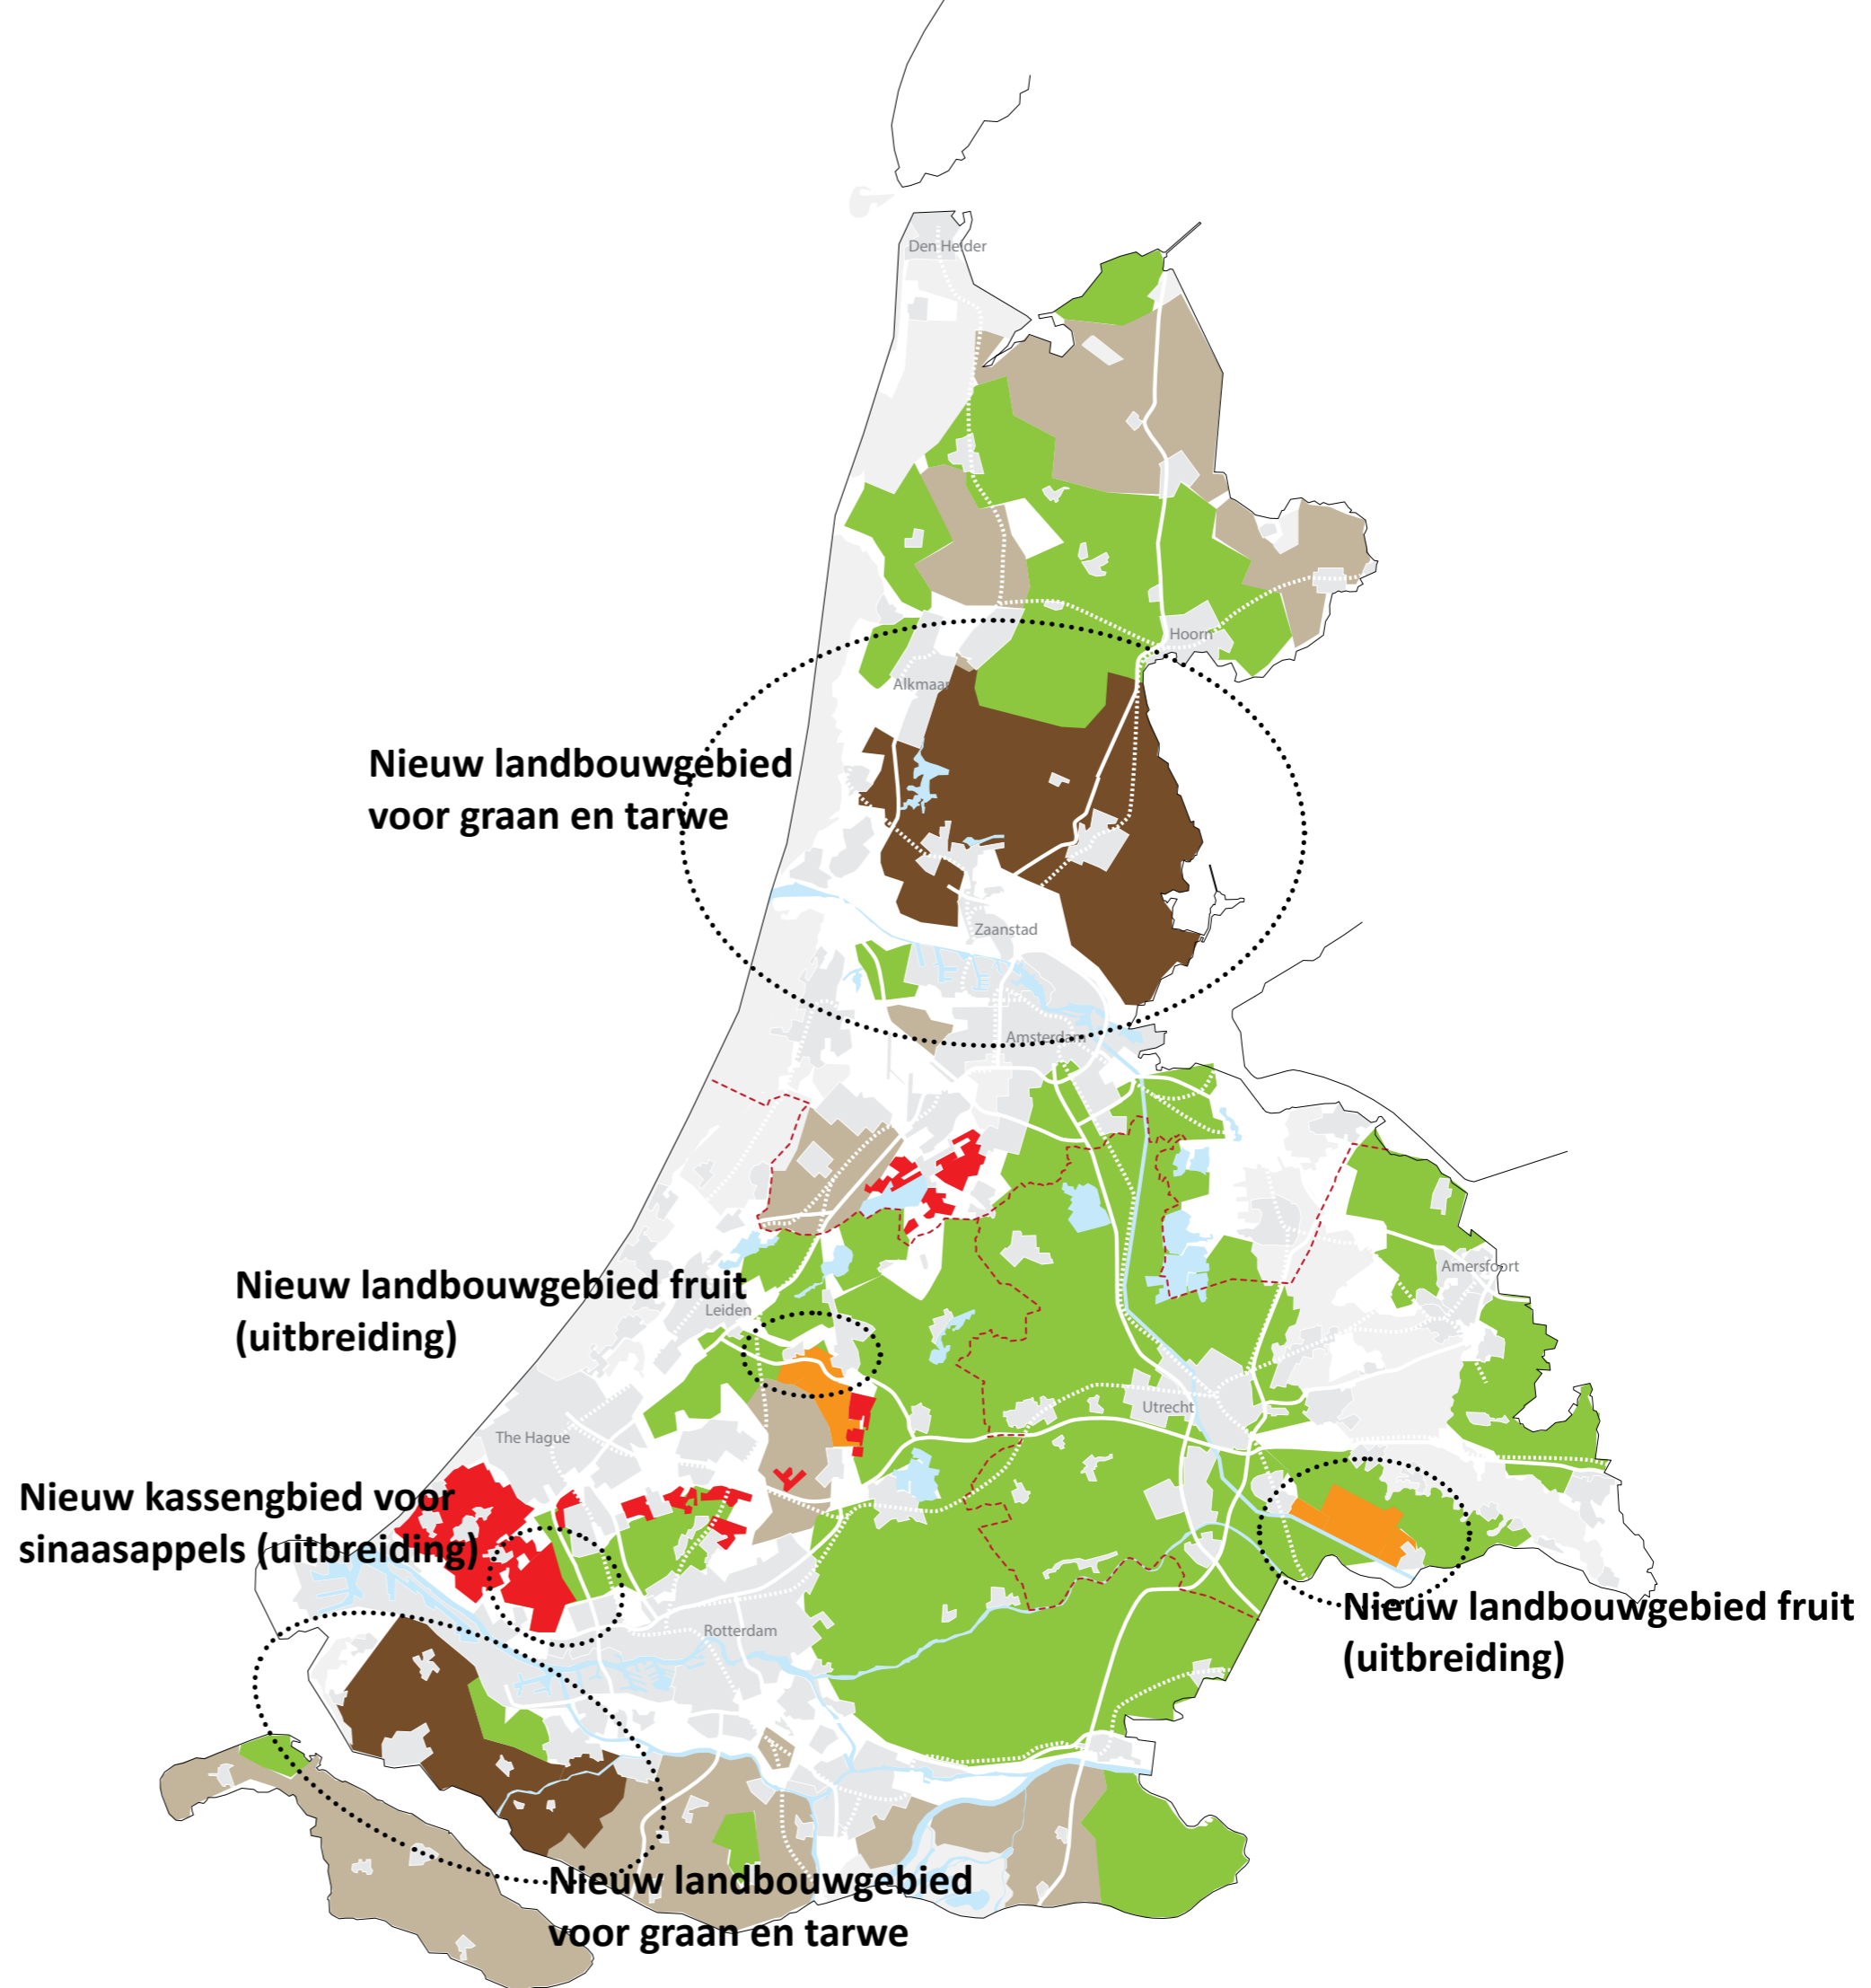 Den Helder
Hoorn
Alkmaar
Nieuw landbouwgebied
voor graan en tarwe
Zaanstad
Amsterdam
Amersfoort
Nieuw landbouwgebied fruit
(uitbreiding)
Leiden
Utrecht
The Hague
Nieuw kassengbied voor
sinaasappels (uitbreiding)
Nieuw landbouwgebied fruit
(uitbreiding)
Rotterdam
Nieuw landbouwgebied
voor graan en tarwe